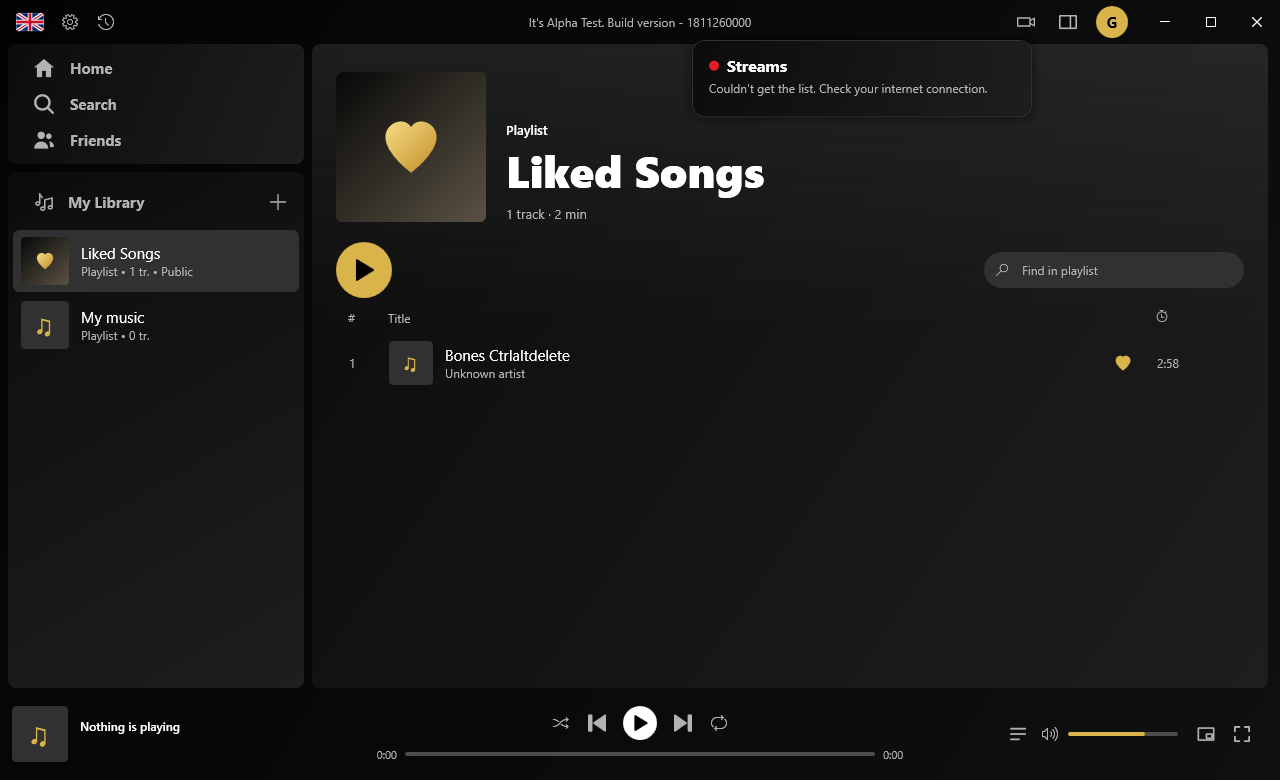 It's Alpha Test. Build version - 1811260000
G
Home
Search
Friends
My Library
Liked Songs
Playlist • 1 tr. • Public
My music
Playlist • 0 tr.
Streams
Couldn't get the list. Check your internet connection.
Playlist
Liked Songs
1 track · 2 min
Find in playlist
# Title
1 Bones Ctrlaltdelete 2:58
Unknown artist
Nothing is playing
0:00 0:00